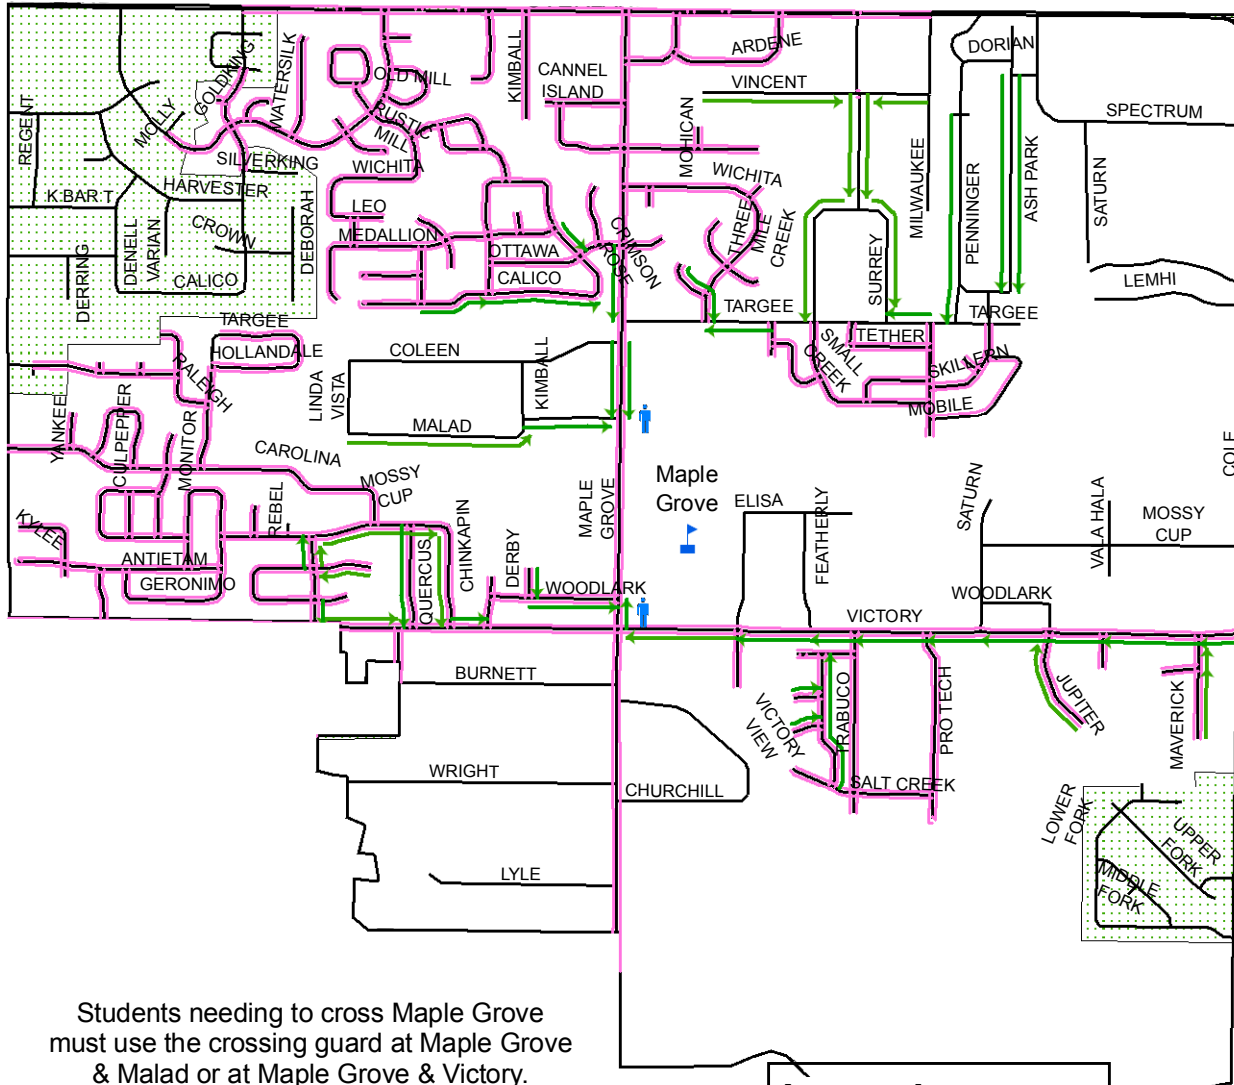 ARDENE
DORIAN
GOLDKING
WATERSILK
OLD MILL
KIMBALL
CANNEL
ISLAND
VINCENT
SPECTRUM
REGENT
MOLLY
RUSTIC
MILL
MOHICAN
MILWAUKEE
PENNINGER
ASH PARK
SATURN
SILVERKING
WICHITA
WICHITA
K BAR T
HARVESTER
LEO
CROWN
DEBORAH
MEDALLION
OTTAWA
CRIMSON
ROSE
THREE
MILE
CREEK
SURREY
DENELL
VARIAN
DERRING
CALICO
CALICO
LEMHI
TARGEE
TARGEE
TARGEE
HOLLANDALE
COLEEN
KIMBALL
TETHER
SMALL
CREEK
SKILLERN
RALEIGH
LINDA
VISTA
MOBILE
YANKEE
CULPEPPER
MONITOR
MALAD
CAROLINA
MOSSY
CUP
MAPLE
GROVE
Maple
Grove
COLE
ELISA
FEATHERLY
SATURN
VALA HALA
MOSSY
CUP
KYLEE
REBEL
ANTIETAM
GERONIMO
QUERCUS
CHINKAPIN
DERBY
WOODLARK
WOODLARK
VICTORY
BURNETT
VICTORY
VIEW
TRABUCO
PRO TECH
JUPITER
MAVERICK
WRIGHT
CHURCHILL
SALT CREEK
LOWER
FORK
UPPER
FORK
MIDDLE
FORK
LYLE
Students needing to cross Maple Grove
must use the crossing guard at Maple Grove
& Malad or at Maple Grove & Victory.